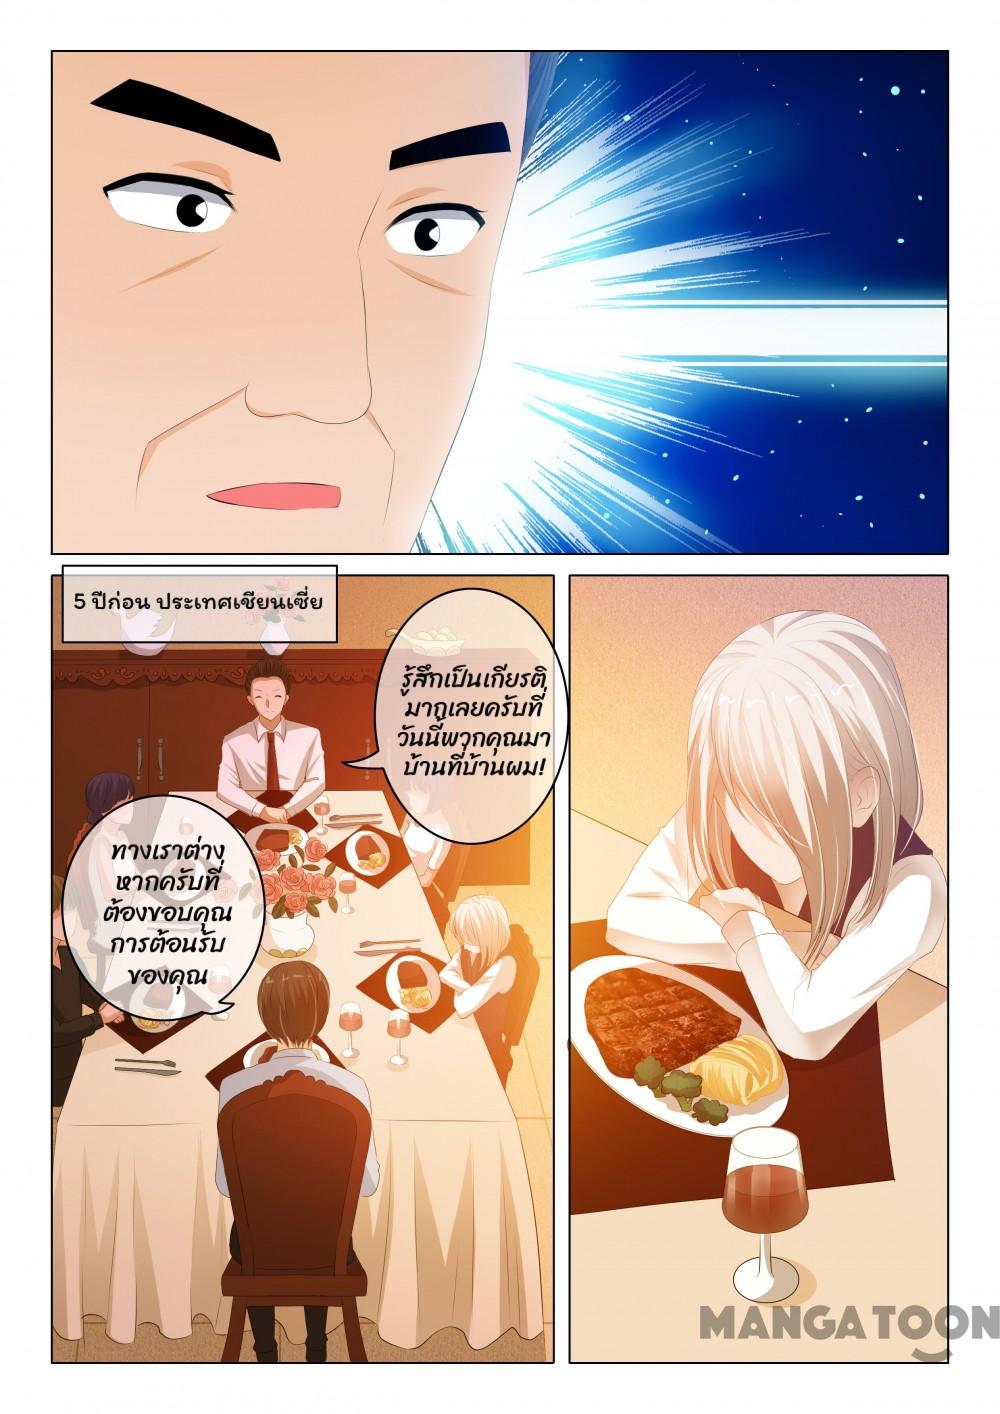 5 ปีก่อน ประเทศเชียนเซี่ย
รู้สึกเป็นเกียรติ
มากเลยครับที่
วันนี้พวกคุณมา
บ้านที่บ้านผม!
ทางเราต่าง
หากครับที่
ต้องขอบคุณ
การต้อนรับ
ของคุณ
MANGATOON